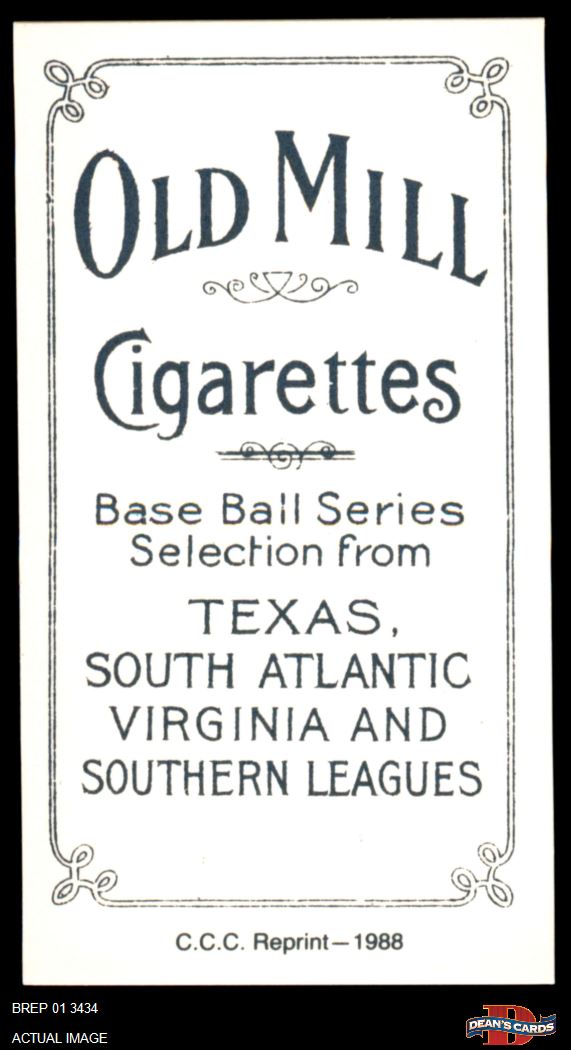 OLD MILL
Cigarettes
Base Ball Series
Selection from
TEXAS,
SOUTH ATLANTIC
VIRGINIA AND
SOUTHERN LEAGUES
C.C.C. Reprint—1988
BREP 01 3434
ACTUAL IMAGE
D
DEAN'S CARDS